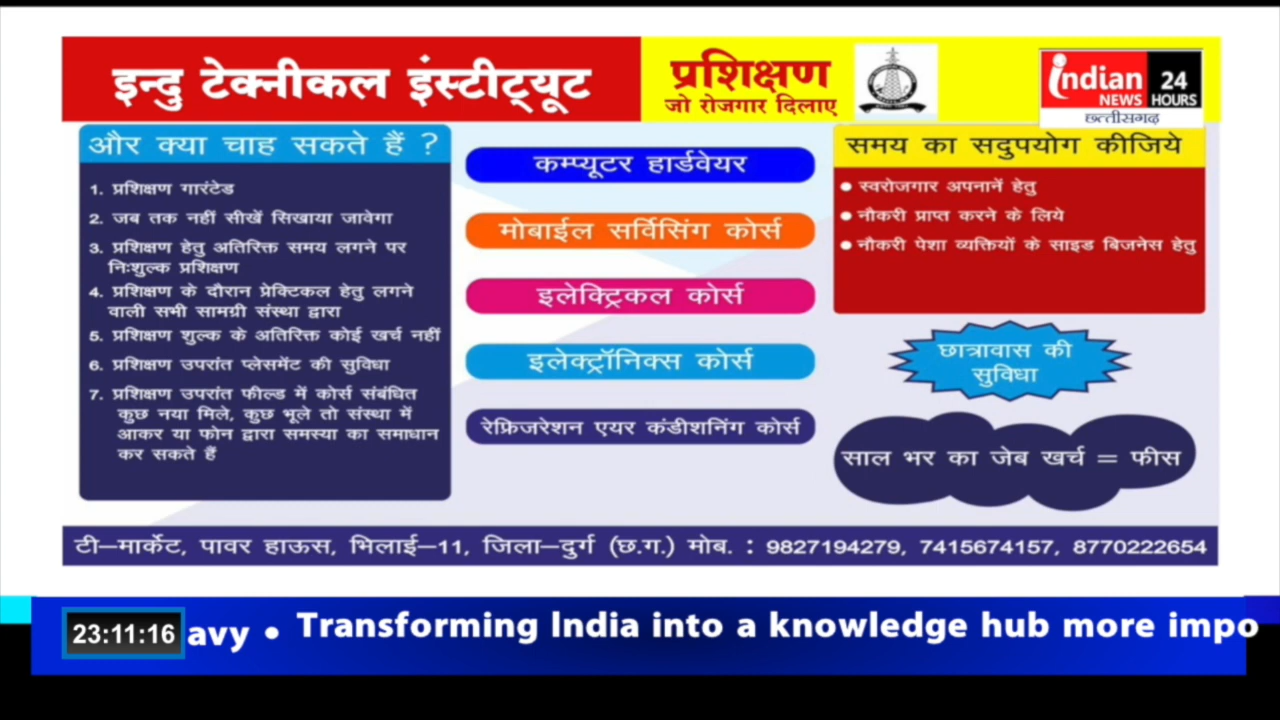 इन्दु टेक्नीकल इंस्टीट्यूट
प्रशिक्षण
जो रोजगार दिलाए
indian
NEWS
24
HOURS
छत्तीसगढ़
और क्या चाह सकते हैं ?
1. प्रशिक्षण गारंटेड
2. जब तक नहीं सीखें सिखाया जावेगा
3. प्रशिक्षण हेतु अतिरिक्त समय लगने पर
निःशुल्क प्रशिक्षण
4. प्रशिक्षण के दौरान प्रेक्टिकल हेतु लगने
वाली सभी सामग्री संस्था द्वारा
5. प्रशिक्षण शुल्क के अतिरिक्त कोई खर्च नहीं
6. प्रशिक्षण उपरांत प्लेसमेंट की सुविधा
7. प्रशिक्षण उपरांत फील्ड में कोर्स संबंधित
कुछ नया मिले, कुछ भूले तो संस्था में
आकर या फोन द्वारा समस्या का समाधान
कर सकते हैं
कम्प्यूटर हार्डवेयर
मोबाईल सर्विसिंग कोर्स
इलेक्ट्रिकल कोर्स
इलेक्ट्रॉनिक्स कोर्स
रेफ्रिजरेशन एयर कंडीशनिंग कोर्स
समय का सदुपयोग कीजिये
● स्वरोजगार अपनानें हेतु
● नौकरी प्राप्त करने के लिये
● नौकरी पेशा व्यक्तियों के साइड बिजनेस हेतु
छात्रावास की
सुविधा
साल भर का जेब खर्च = फीस
टी–मार्केट, पावर हाऊस, भिलाई–11, जिला–दुर्ग (छ.ग.) मोब. : 9827194279, 7415674157, 8770222654
23:11:16 avy • Transforming India into a knowledge hub more impo